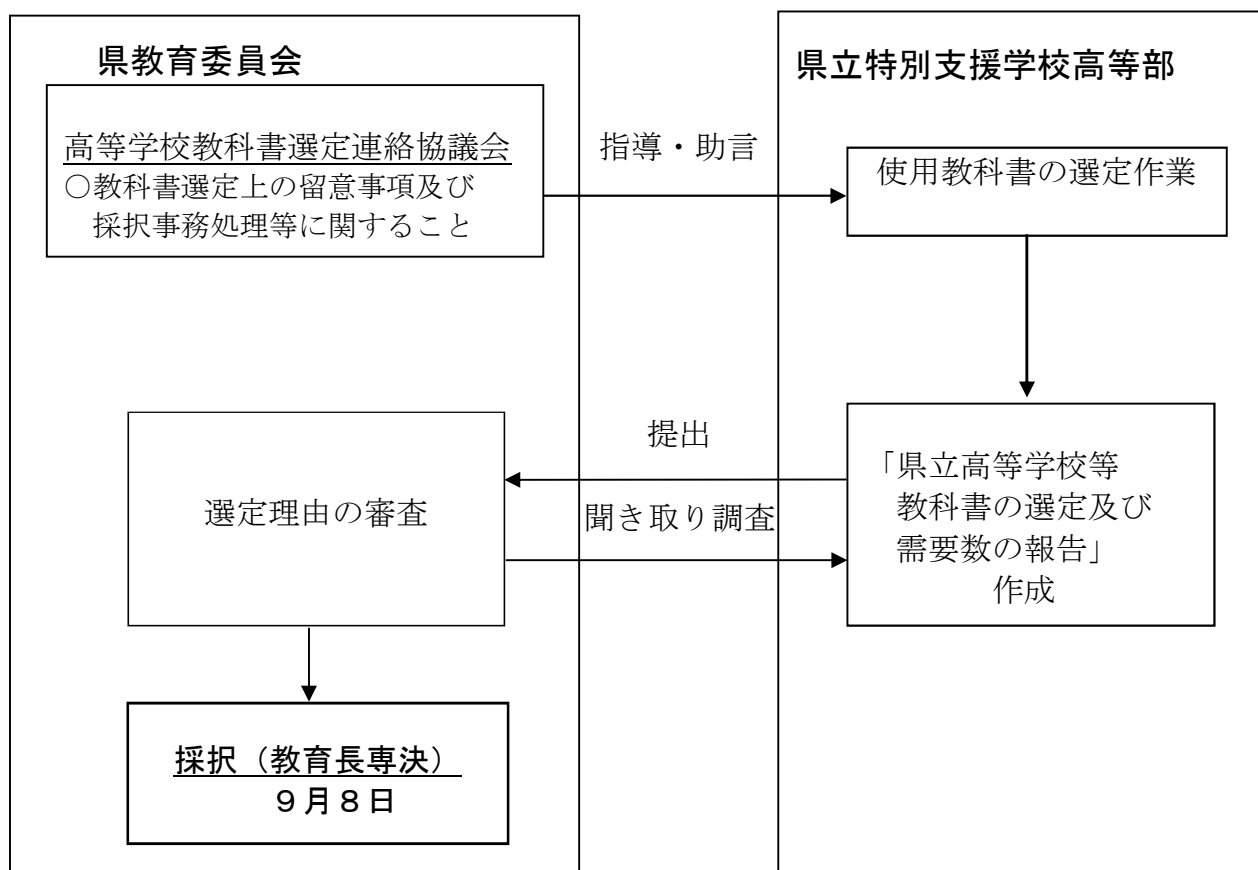 県教育委員会
高等学校教科書選定連絡協議会
○教科書選定上の留意事項及び
採択事務処理等に関すること
指導・助言
県立特別支援学校高等部
使用教科書の選定作業
提出
聞き取り調査
「県立高等学校等
教科書の選定及び
需要数の報告」
作成
選定理由の審査
採択（教育長専決）
９月８日